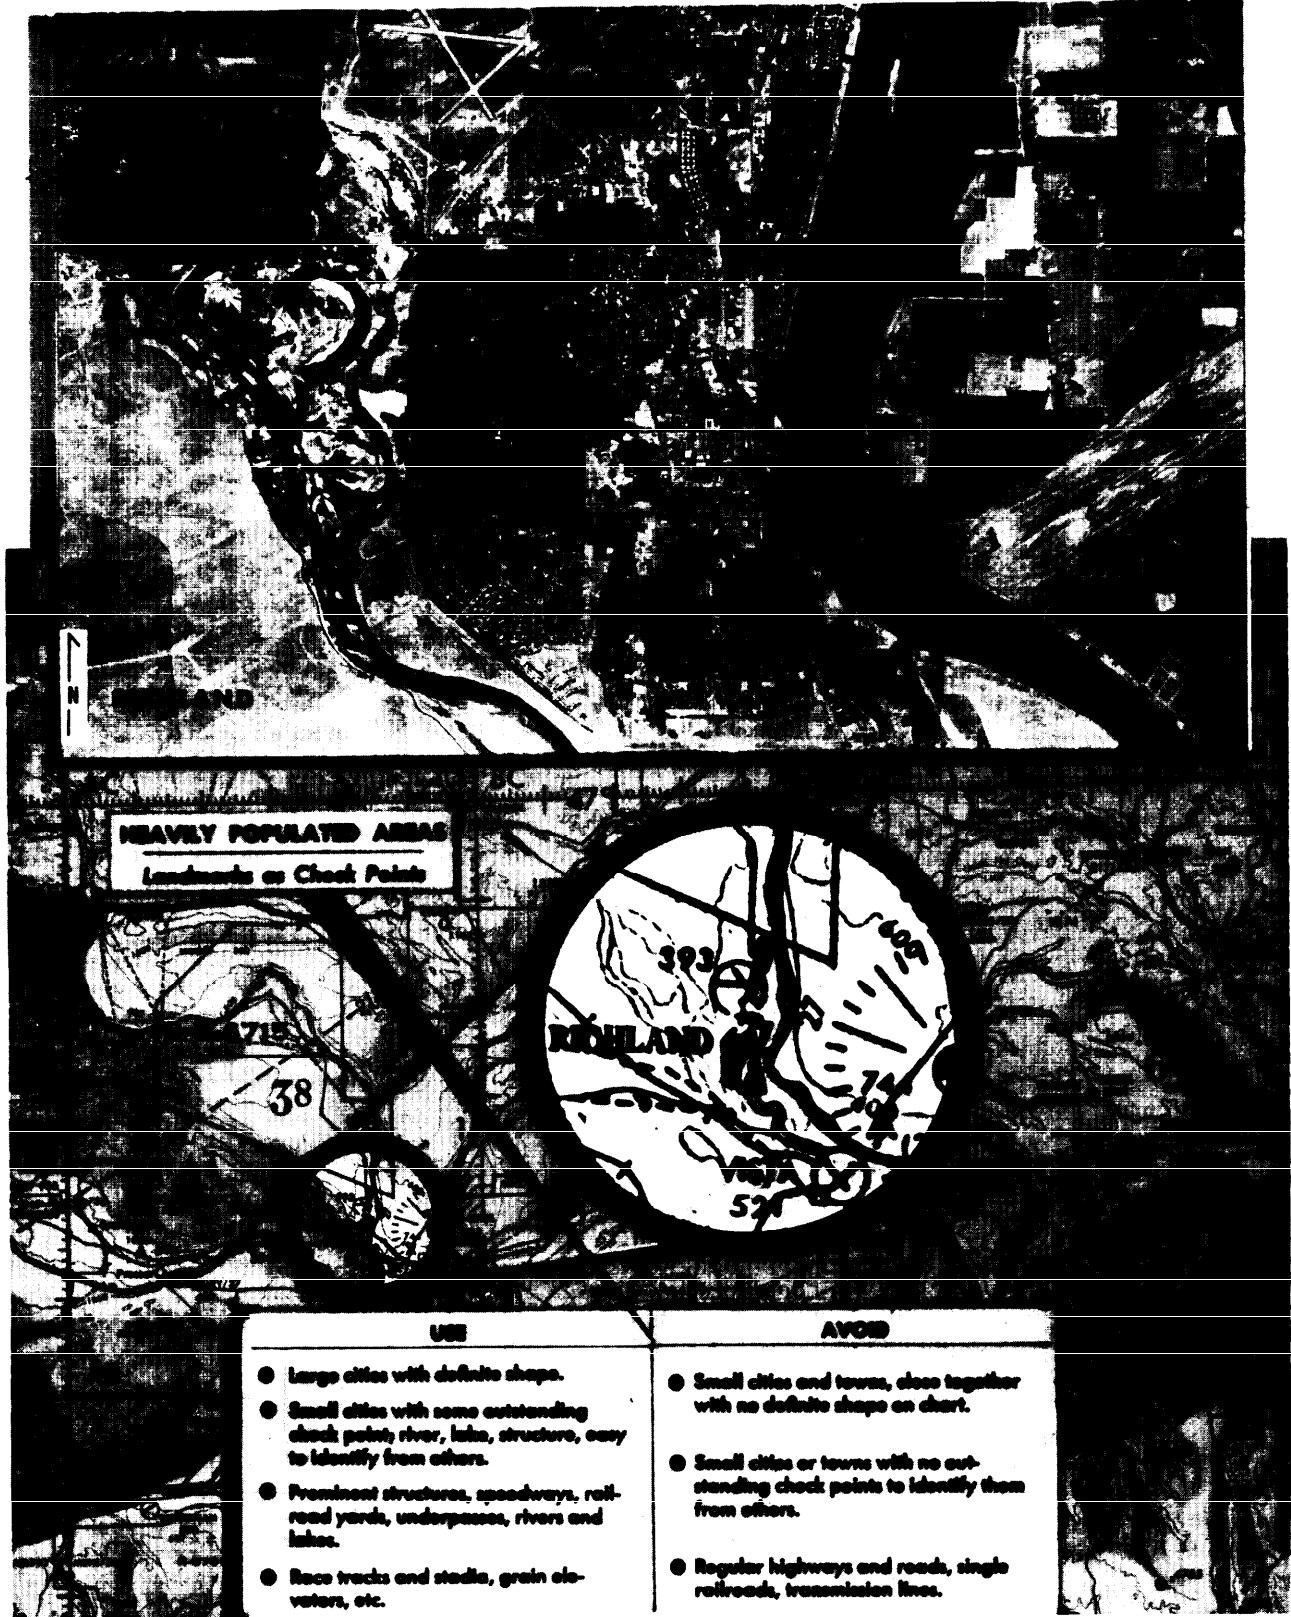 N
RICHLAND
HEAVILY POPULATED AREAS
Landmarks as Check Points
393
600
RICHLAND
38
VISTA
USE
Large cities with definite shape.
Small cities with some outstanding
check point; river, lake, structure, easy
to identify from others.
Prominent structures, speedways, rail-
road yards, underpasses, rivers and
lakes.
Race tracks and stadia, grain ele-
vators, etc.
AVOID
Small cities and towns, close together
with no definite shape on chart.
Small cities or towns with no out-
standing check points to identify them
from others.
Regular highways and roads, single
railroads, transmission lines.